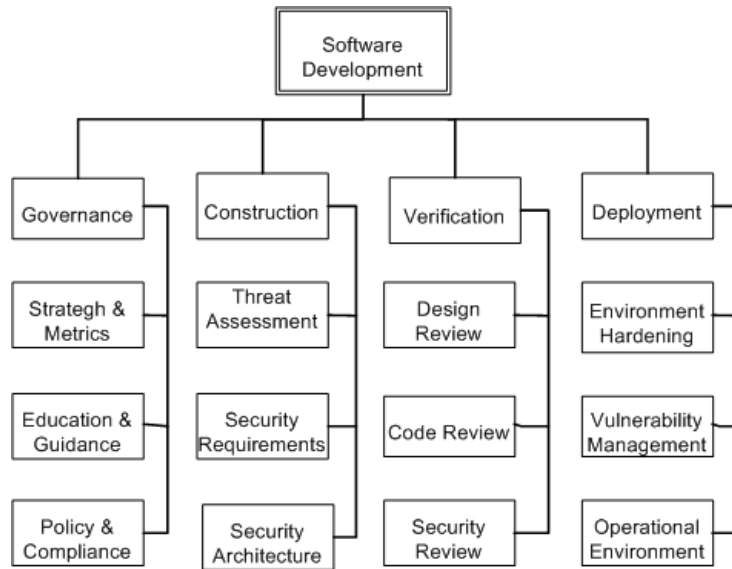 Software
Development
Governance
Construction
Verification
Deployment
Strategh &
Metrics
Threat
Assessment
Design
Review
Environment
Hardening
Education &
Guidance
Security
Requirements
Code Review
Vulnerability
Management
Policy &
Compliance
Security
Architecture
Security
Review
Operational
Environment